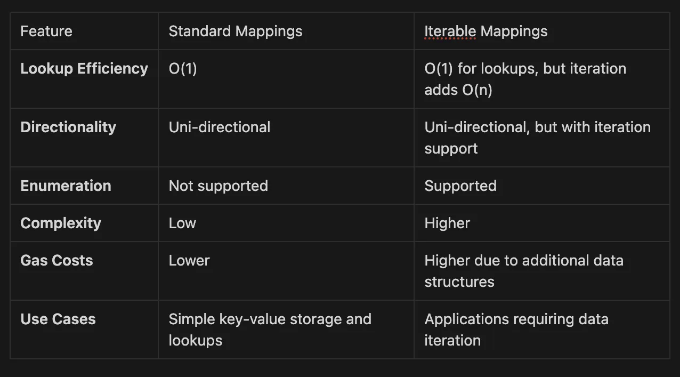 Feature Standard Mappings Iterable Mappings
Lookup Efficiency O(1) O(1) for lookups, but iteration
adds O(n)
Directionality Uni-directional Uni-directional, but with iteration
support
Enumeration Not supported Supported
Complexity Low Higher
Gas Costs Lower Higher due to additional data
structures
Use Cases Simple key-value storage and Applications requiring data
lookups iteration